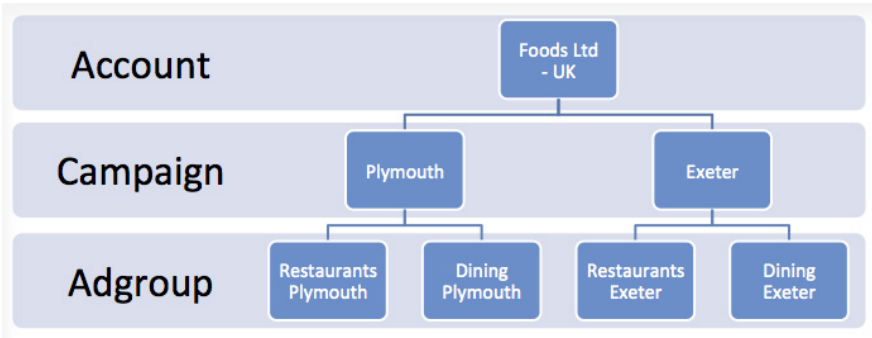 Account
Foods Ltd
- UK
Campaign
Plymouth
Exeter
Adgroup
Restaurants
Plymouth
Dining
Plymouth
Restaurants
Exeter
Dining
Exeter